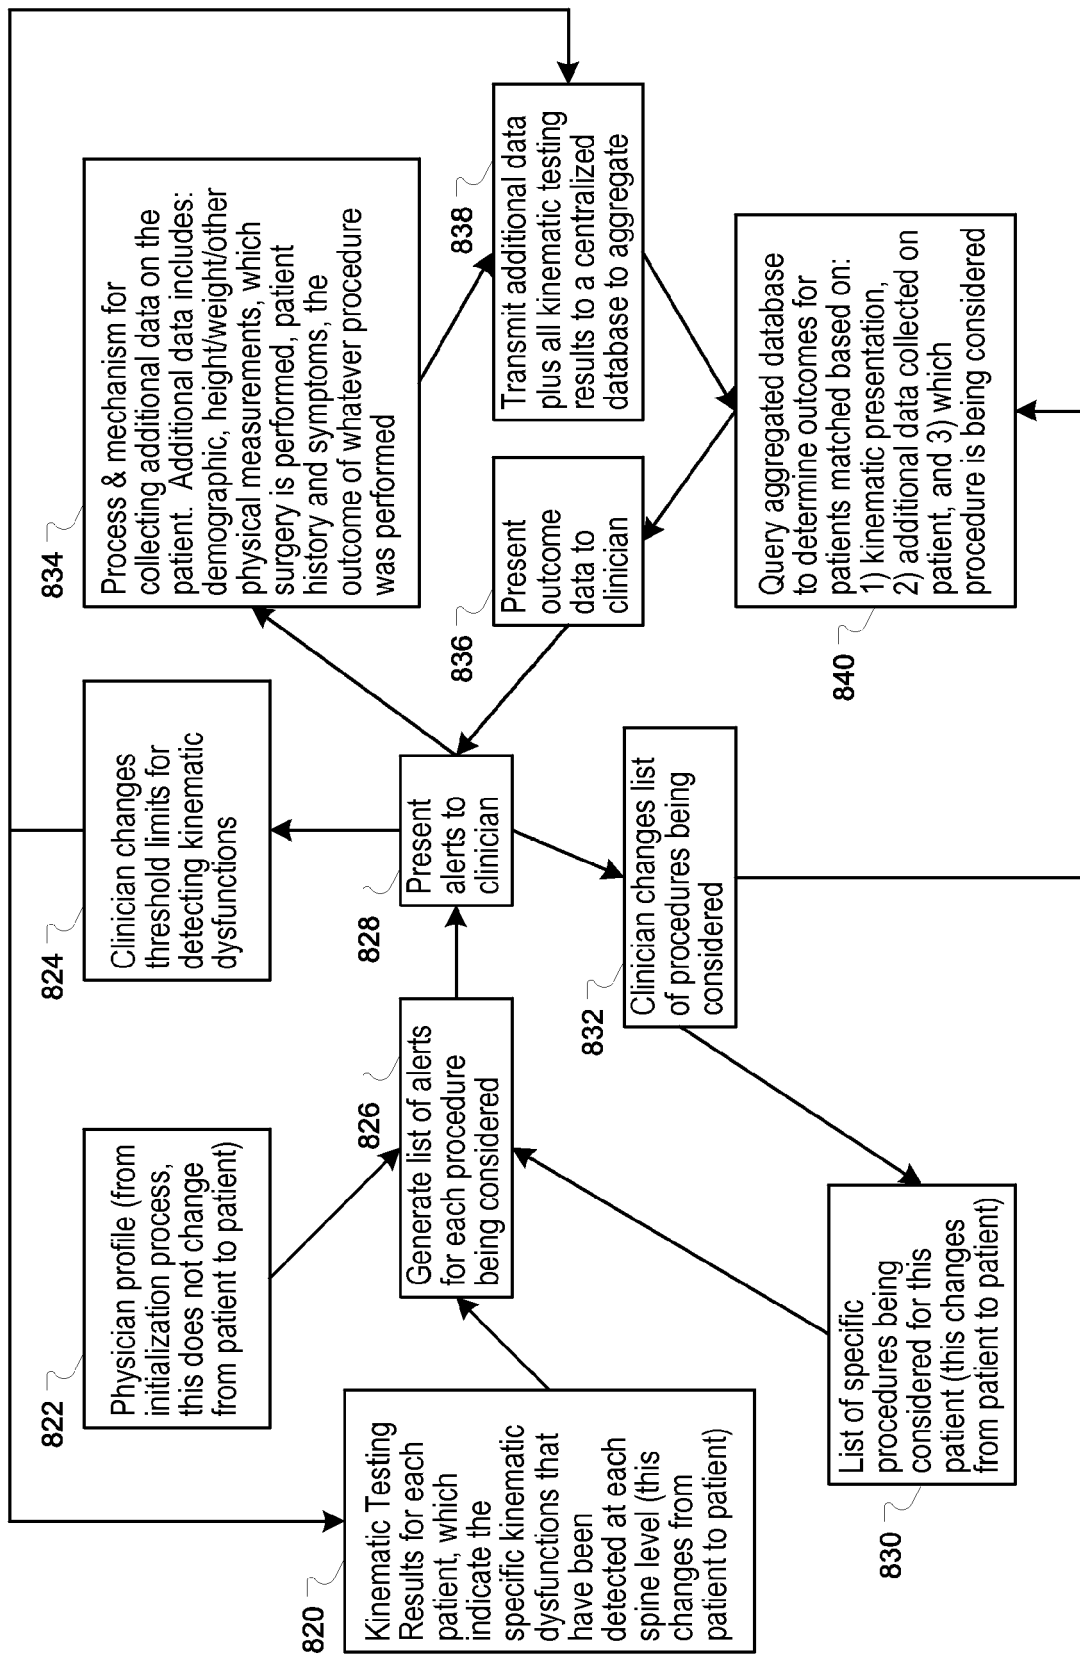 820
Kinematic Testing
Results for each
patient, which
indicate the
specific kinematic
dysfunctions that
have been
detected at each
spine level (this
changes from
patient to patient)
822
Physician profile (from
initialization process,
this does not change
from patient to patient)
824
Clinician changes
threshold limits for
detecting kinematic
dysfunctions
826
Generate list of alerts
for each procedure
being considered
828
Present
alerts to
clinician
830
List of specific
procedures being
considered for this
patient (this changes
from patient to patient)
832
Clinician changes list
of procedures being
considered
834
Process & mechanism for
collecting additional data on the
patient. Additional data includes:
demographic, height/weight/other
physical measurements, which
surgery is performed, patient
history and symptoms, the
outcome of whatever procedure
was performed
836
Present
outcome
data to
clinician
838
Transmit additional data
plus all kinematic testing
results to a centralized
database to aggregate
840
Query aggregated database
to determine outcomes for
patients matched based on:
1) kinematic presentation,
2) additional data collected on
patient, and 3) which
procedure is being considered